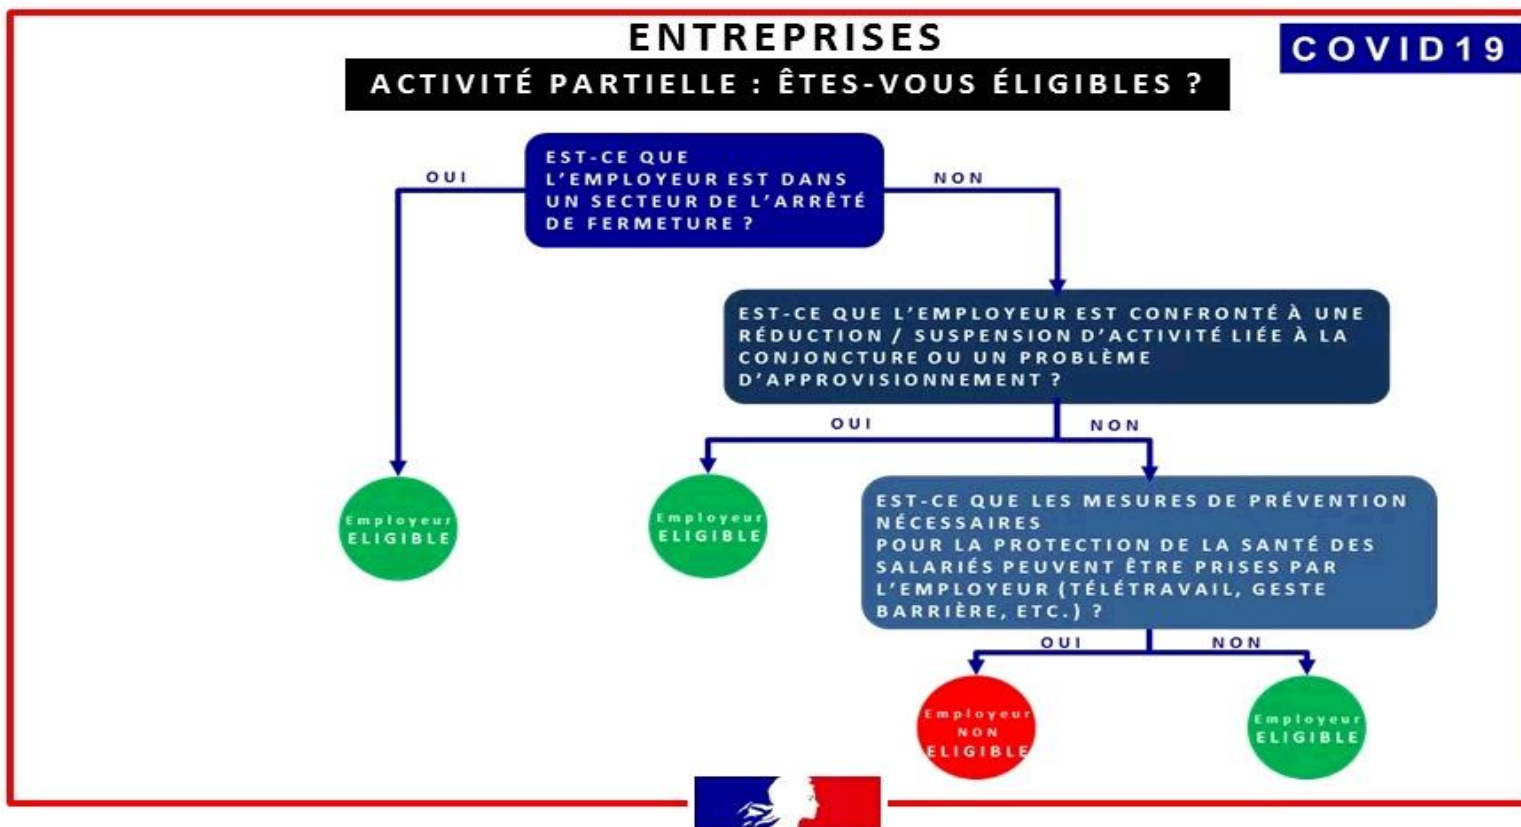 ENTREPRISES
COVID19
ACTIVITÉ PARTIELLE : ÊTES-VOUS ÉLIGIBLES ?
EST-CE QUE
L'EMPLOYEUR EST DANS
UN SECTEUR DE L'ARRÊTÉ
DE FERMETURE ?
OUI
NON
EST-CE QUE L'EMPLOYEUR EST CONFRONTÉ À UNE
RÉDUCTION / SUSPENSION D'ACTIVITÉ LIÉE À LA
CONJONCTURE OU UN PROBLÈME
D'APPROVISIONNEMENT ?
OUI
NON
Employeur
ELIGIBLE
Employeur
ELIGIBLE
EST-CE QUE LES MESURES DE PRÉVENTION
NÉCESSAIRES
POUR LA PROTECTION DE LA SANTÉ DES
SALARIÉS PEUVENT ÊTRE PRISES PAR
L'EMPLOYEUR (TÉLÉTRAVAIL, GESTE
BARRIÈRE, ETC.) ?
OUI
NON
Employeur
NON
ELIGIBLE
Employeur
ELIGIBLE